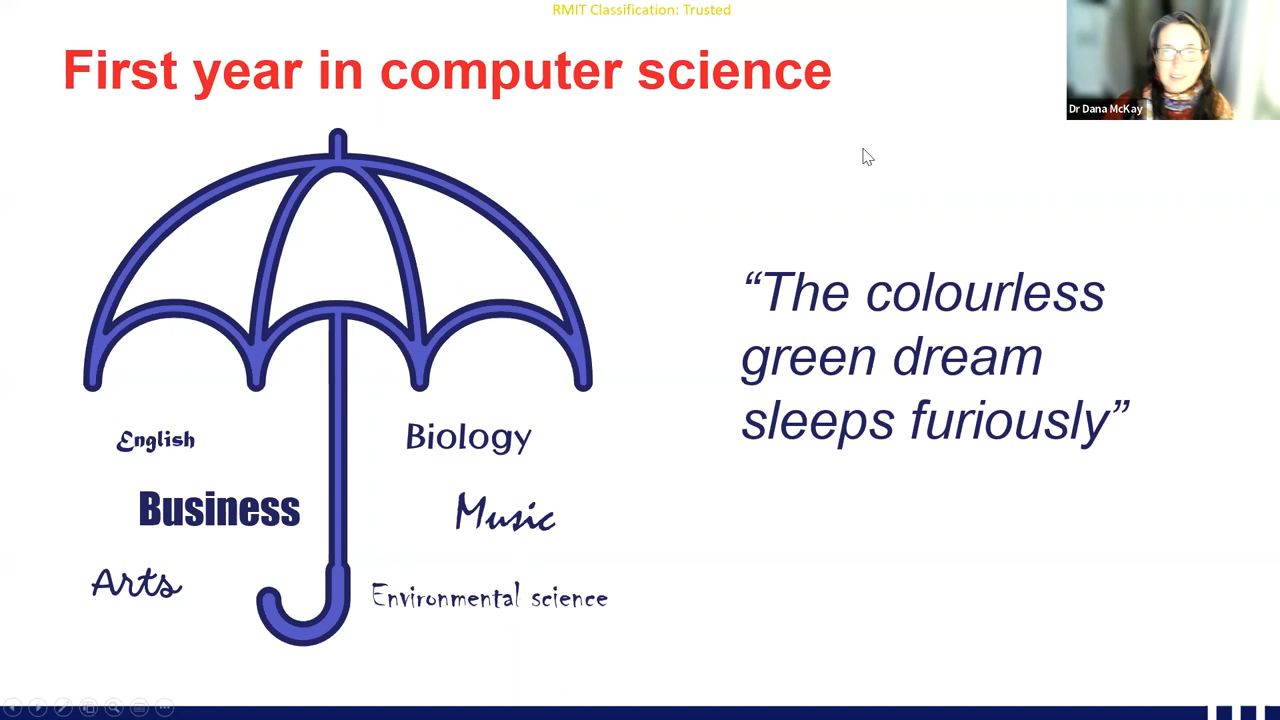 RMIT Classification: Trusted
First year in computer science
Dr Dana McKay
“The colourless
green dream
sleeps furiously”
English
Biology
Business
Music
Arts
Environmental science